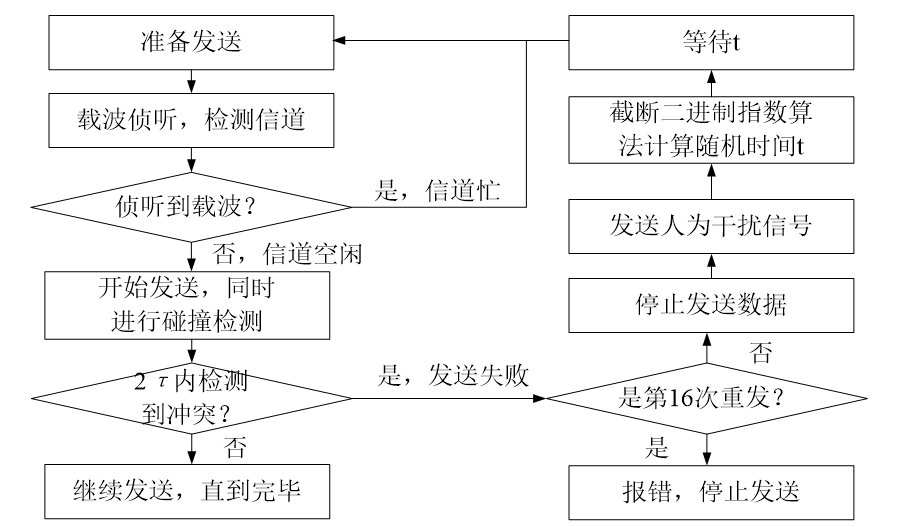 准备发送
载波侦听，检测信道
侦听到载波？
是，信道忙
否，信道空闲
开始发送，同时
进行碰撞检测
2τ内检测
到冲突？
是，发送失败
否
继续发送，直到完毕
等待t
截断二进制指数算
法计算随机时间t
发送人为干扰信号
停止发送数据
否
是第16次重发？
是
报错，停止发送